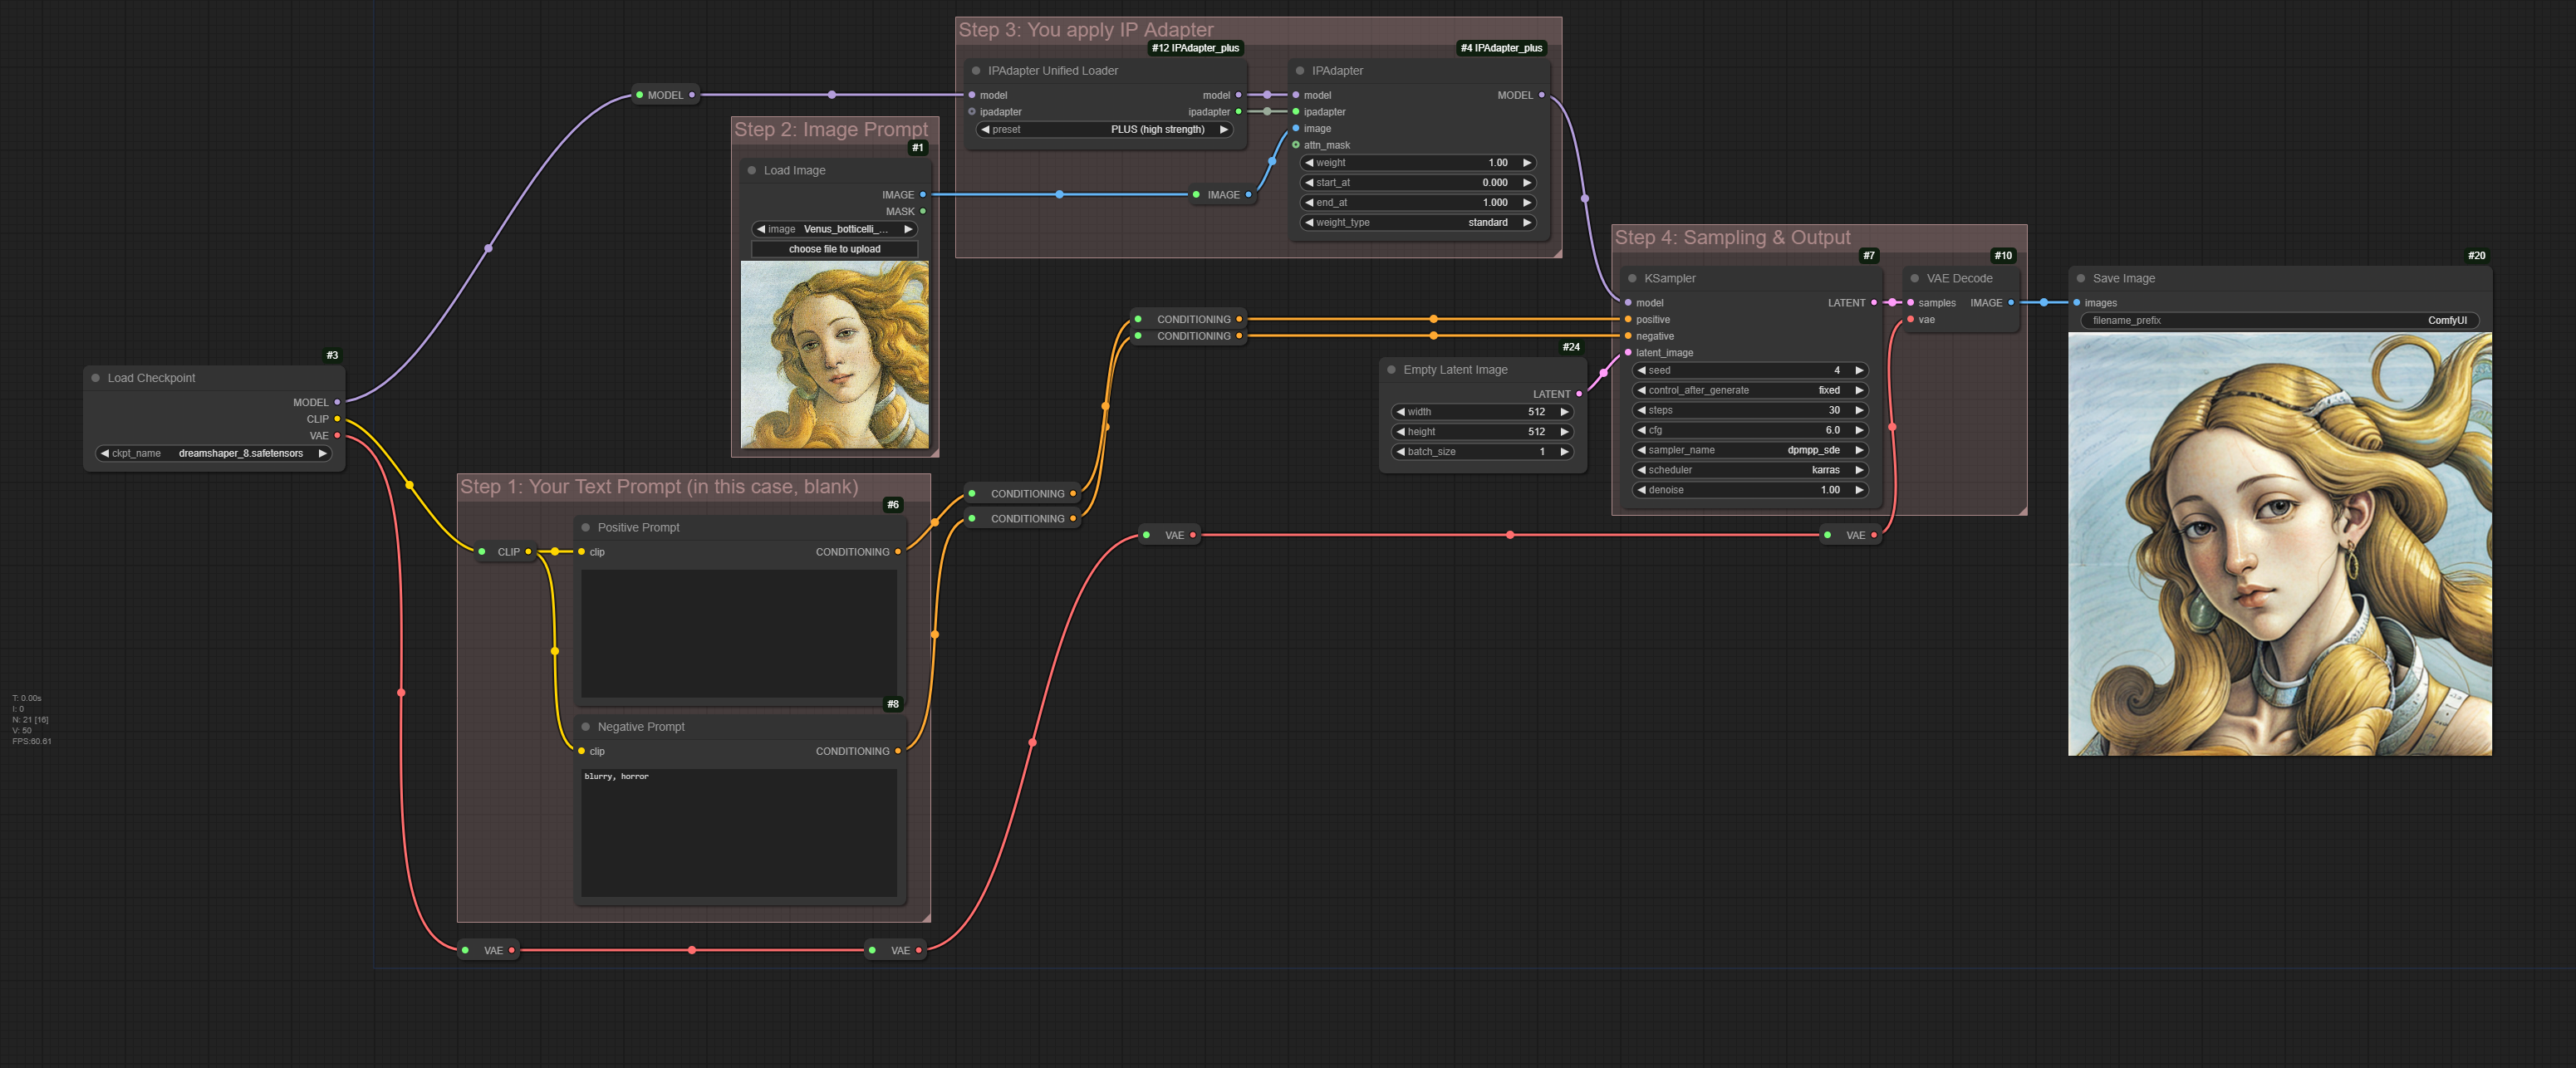 Step 3: You apply IP Adapter
#12 IPAdapter_plus
#4 IPAdapter_plus
IPAdapter Unified Loader
model
model
ipadapter
ipadapter
preset
PLUS (high strength)
IPAdapter
model
MODEL
ipadapter
image
attn_mask
weight
1.00
start_at
0.000
end_at
1.000
weight_type
standard
MODEL
IMAGE
Step 2: Image Prompt
#1
Load Image
IMAGE
MASK
image
Venus_botticelli_...
choose file to upload
#3
Load Checkpoint
MODEL
CLIP
VAE
ckpt_name
dreamshaper_8.safetensors
Step 1: Your Text Prompt (in this case, blank)
#6
CLIP
Positive Prompt
clip
CONDITIONING
#8
Negative Prompt
clip
CONDITIONING
blurry, horror
CONDITIONING
CONDITIONING
CONDITIONING
CONDITIONING
VAE
VAE
VAE
VAE
#24
Empty Latent Image
LATENT
width
512
height
512
batch_size
1
Step 4: Sampling & Output
#7
#10
KSampler
model
LATENT
positive
negative
latent_image
seed
4
control_after_generate
fixed
steps
30
cfg
6.0
sampler_name
dpmpp_sde
scheduler
karras
denoise
1.00
VAE Decode
samples
IMAGE
vae
#20
Save Image
images
filename_prefix
ComfyUI
T: 0.00s
I: 0
N: 21 [16]
V: 50
FPS:60.61